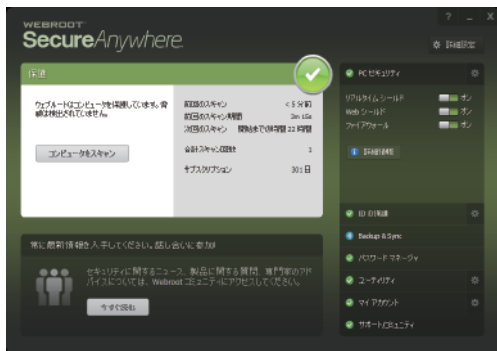 WEBROOT
SecureAnywhere.
? _ X
詳細設定
保護
ウェブルートはコンピュータを保護しています。脅
威は検出されていません。
コンピュータをスキャン
前回のスキャン < 5 分前
前回のスキャン期間 2m 15s
次回のスキャン 開始まで0時間 22 時間
合計スキャン回数 1
サブスクリプション 301 日
PC セキュリティ
リアルタイム シールド オン
Web シールド オン
ファイアウォール オン
詳細情報
ID の保護
Backup & Sync
パスワード マネージャ
ユーティリティ
マイ アカウント
サポート/コミュニティ
常に最新情報を入手してください。話し
合いに参加
セキュリティに関するニュース、製品に関する質問、専門家のアド
バイスについては、Webroot コミュニティにアクセスしてください。
今すぐ参加